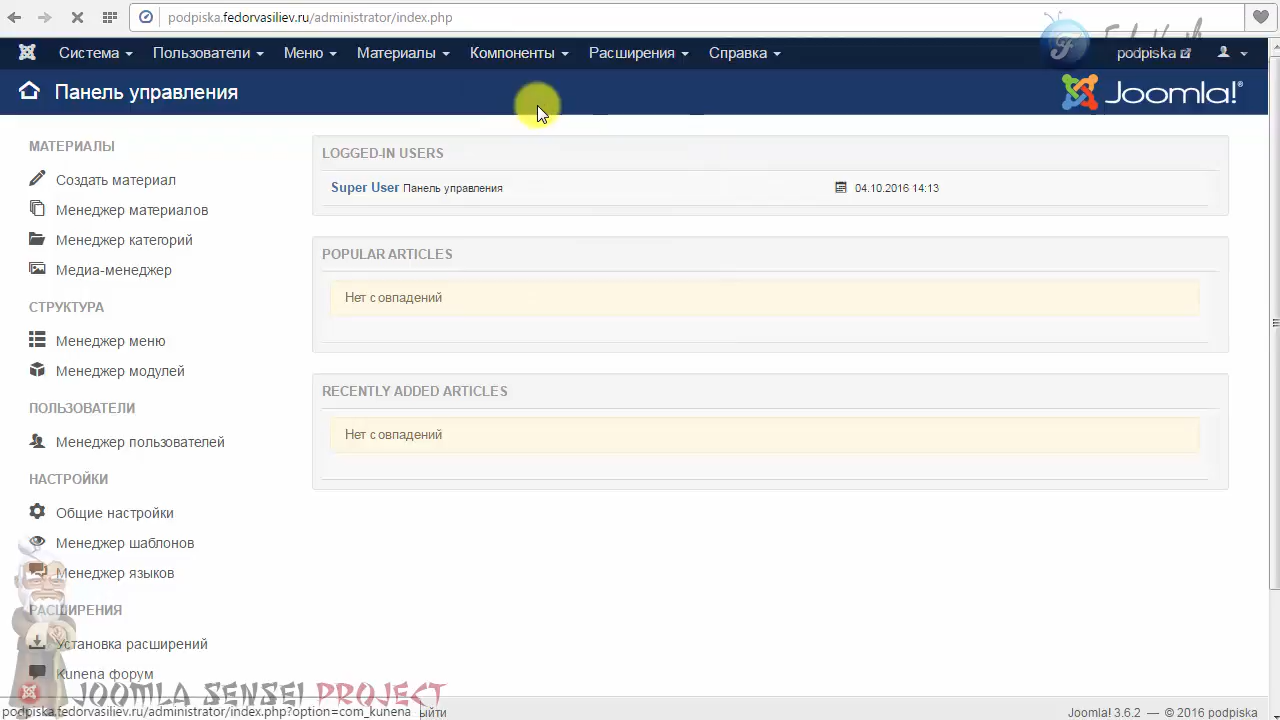 podpiska.fedorvasiliev.ru/administrator/index.php
Система Пользователи Меню Материалы Компоненты Расширения Справка podpiska
Панель управления
Joomla!®
МАТЕРИАЛЫ
Создать материал
Менеджер материалов
Менеджер категорий
Медиа-менеджер
СТРУКТУРА
Менеджер меню
Менеджер модулей
ПОЛЬЗОВАТЕЛИ
Менеджер пользователей
НАСТРОЙКИ
Общие настройки
Менеджер шаблонов
Менеджер языков
РАСШИРЕНИЯ
Установка расширений
Kunena форум
LOGGED-IN USERS
Super User Панель управления 04.10.2016 14:13
POPULAR ARTICLES
Нет совпадений
RECENTLY ADDED ARTICLES
Нет совпадений
JOOMLA SENSEI PROJECT
podpiska.fedorvasiliev.ru/administrator/index.php?option=com_kunena
Joomla! 3.6.2 — © 2016 podpiska